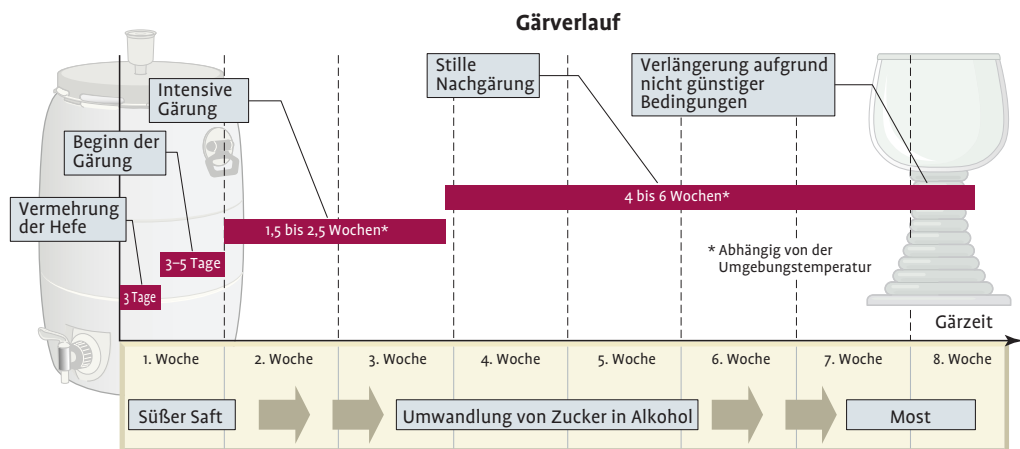 Gärverlauf
Stille
Nachgärung
Verlängerung aufgrund
nicht günstiger
Bedingungen
Intensive
Gärung
Beginn der
Gärung
Vermehrung
der Hefe
4 bis 6 Wochen*
1,5 bis 2,5 Wochen*
3–5 Tage
3 Tage
* Abhängig von der
Umgebungstemperatur
Gärzeit
1. Woche
2. Woche
3. Woche
4. Woche
5. Woche
6. Woche
7. Woche
8. Woche
Süßer Saft
Umwandlung von Zucker in Alkohol
Most